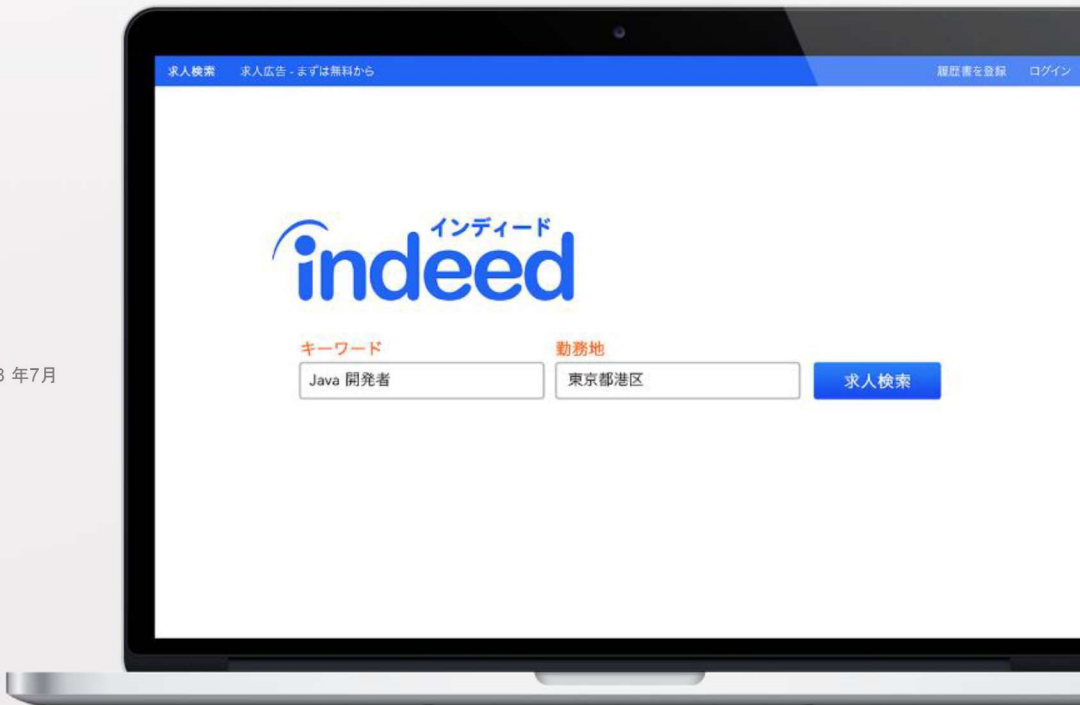 求人検索 求人広告 - まずは無料から 履歴書を登録 ログイン
インディード
indeed
キーワード 勤務地
Java 開発者 東京都港区 求人検索
年7月